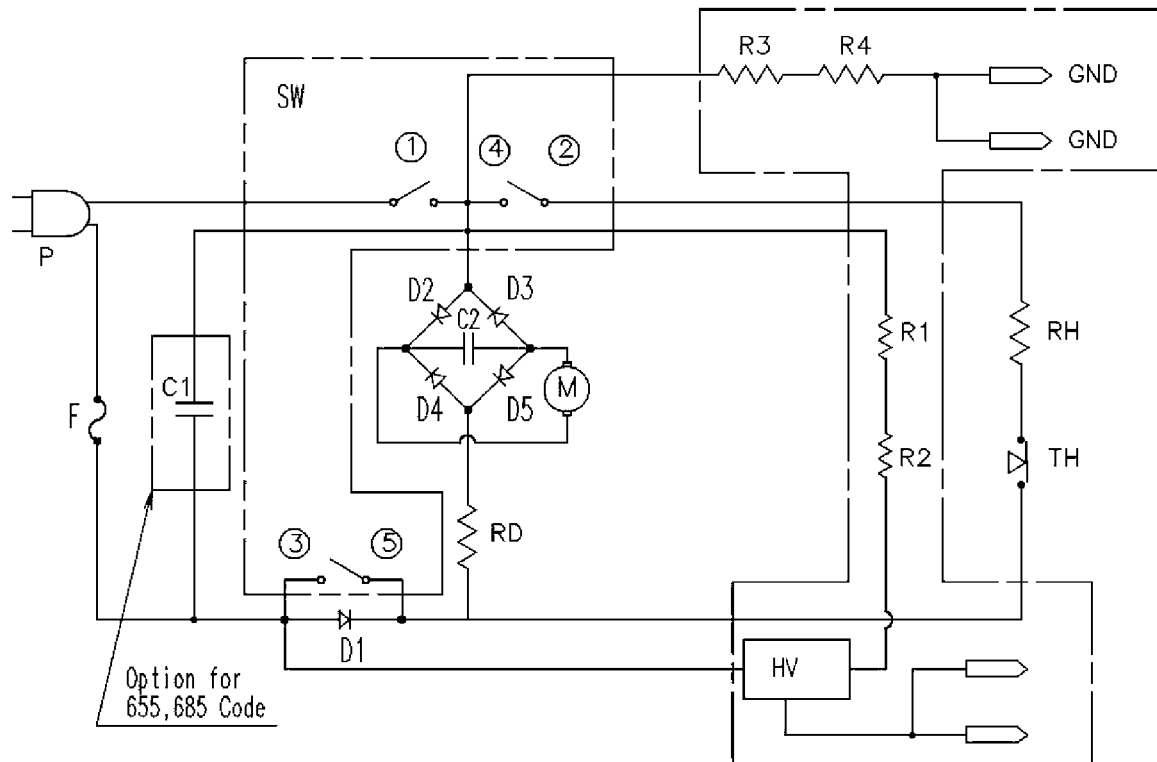 R3 R4
GND
SW
GND
① ④ ②
P
D2 D3
C2
R1 RH
C1
M
F
D4 D5
R2 TH
RD
③ ⑤
D1
HV
Option for
655,685 Code